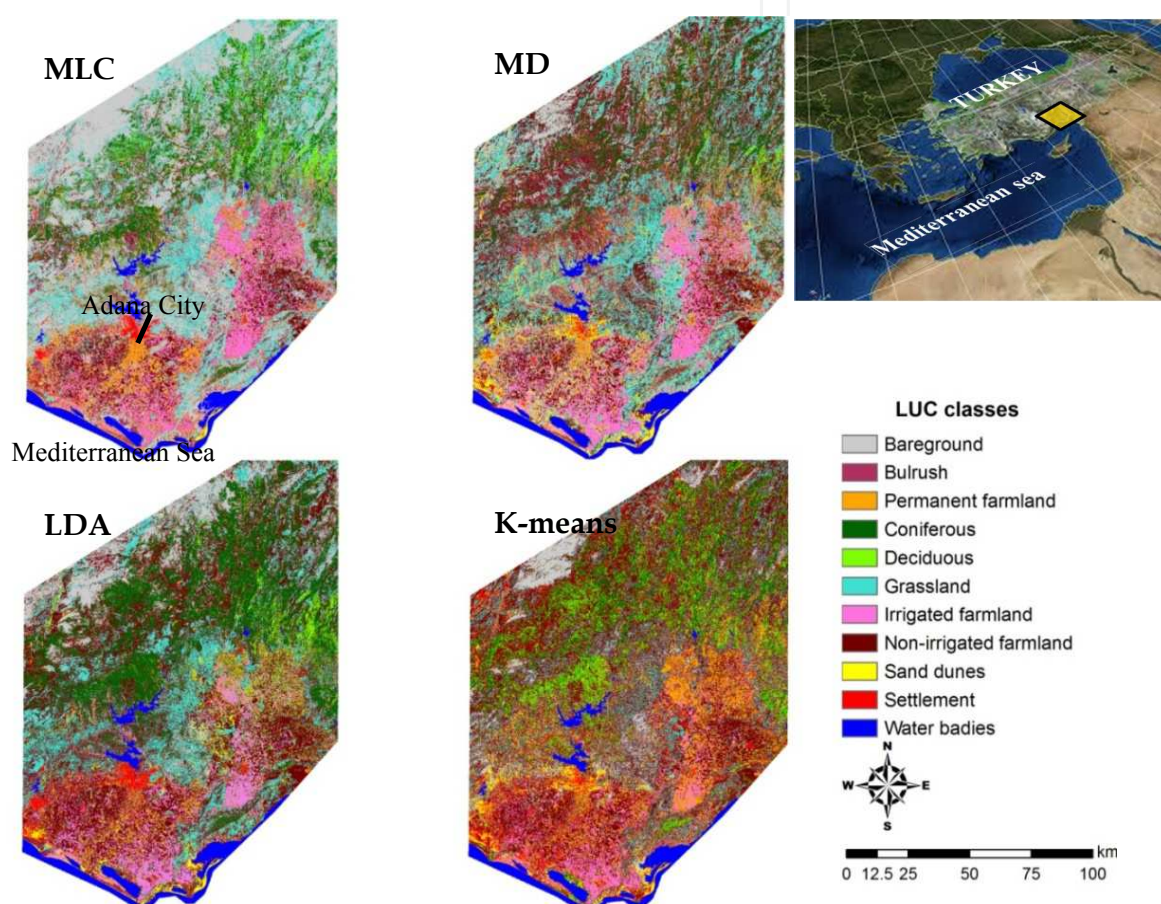 MLC
MD
TURKEY
Mediterranean sea
Adana City
Mediterranean Sea
LDA
K-means
LUC classes
Bareground
Bulrush
Permanent farmland
Coniferous
Deciduous
Grassland
Irrigated farmland
Non-irrigated farmland
Sand dunes
Settlement
Water badies
N
W E
S
km
0 12.5 25 50 75 100